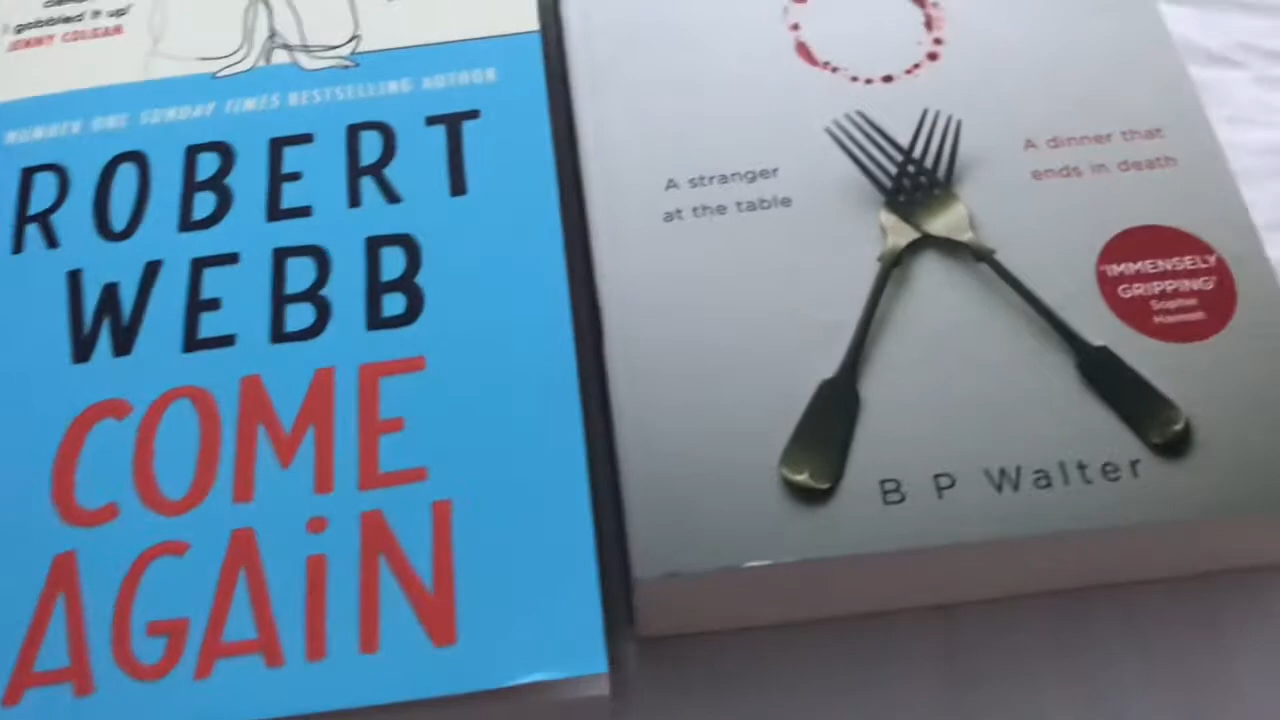 'I gobbled it up'
JENNY COLGAN
NUMBER ONE SUNDAY TIMES BESTSELLING AUTHOR
ROBERT
WEBB
COME
AGAiN
A stranger
at the table
A dinner that
ends in death
'IMMENSELY
GRIPPING'
Sophie
Hannah
B P Walter